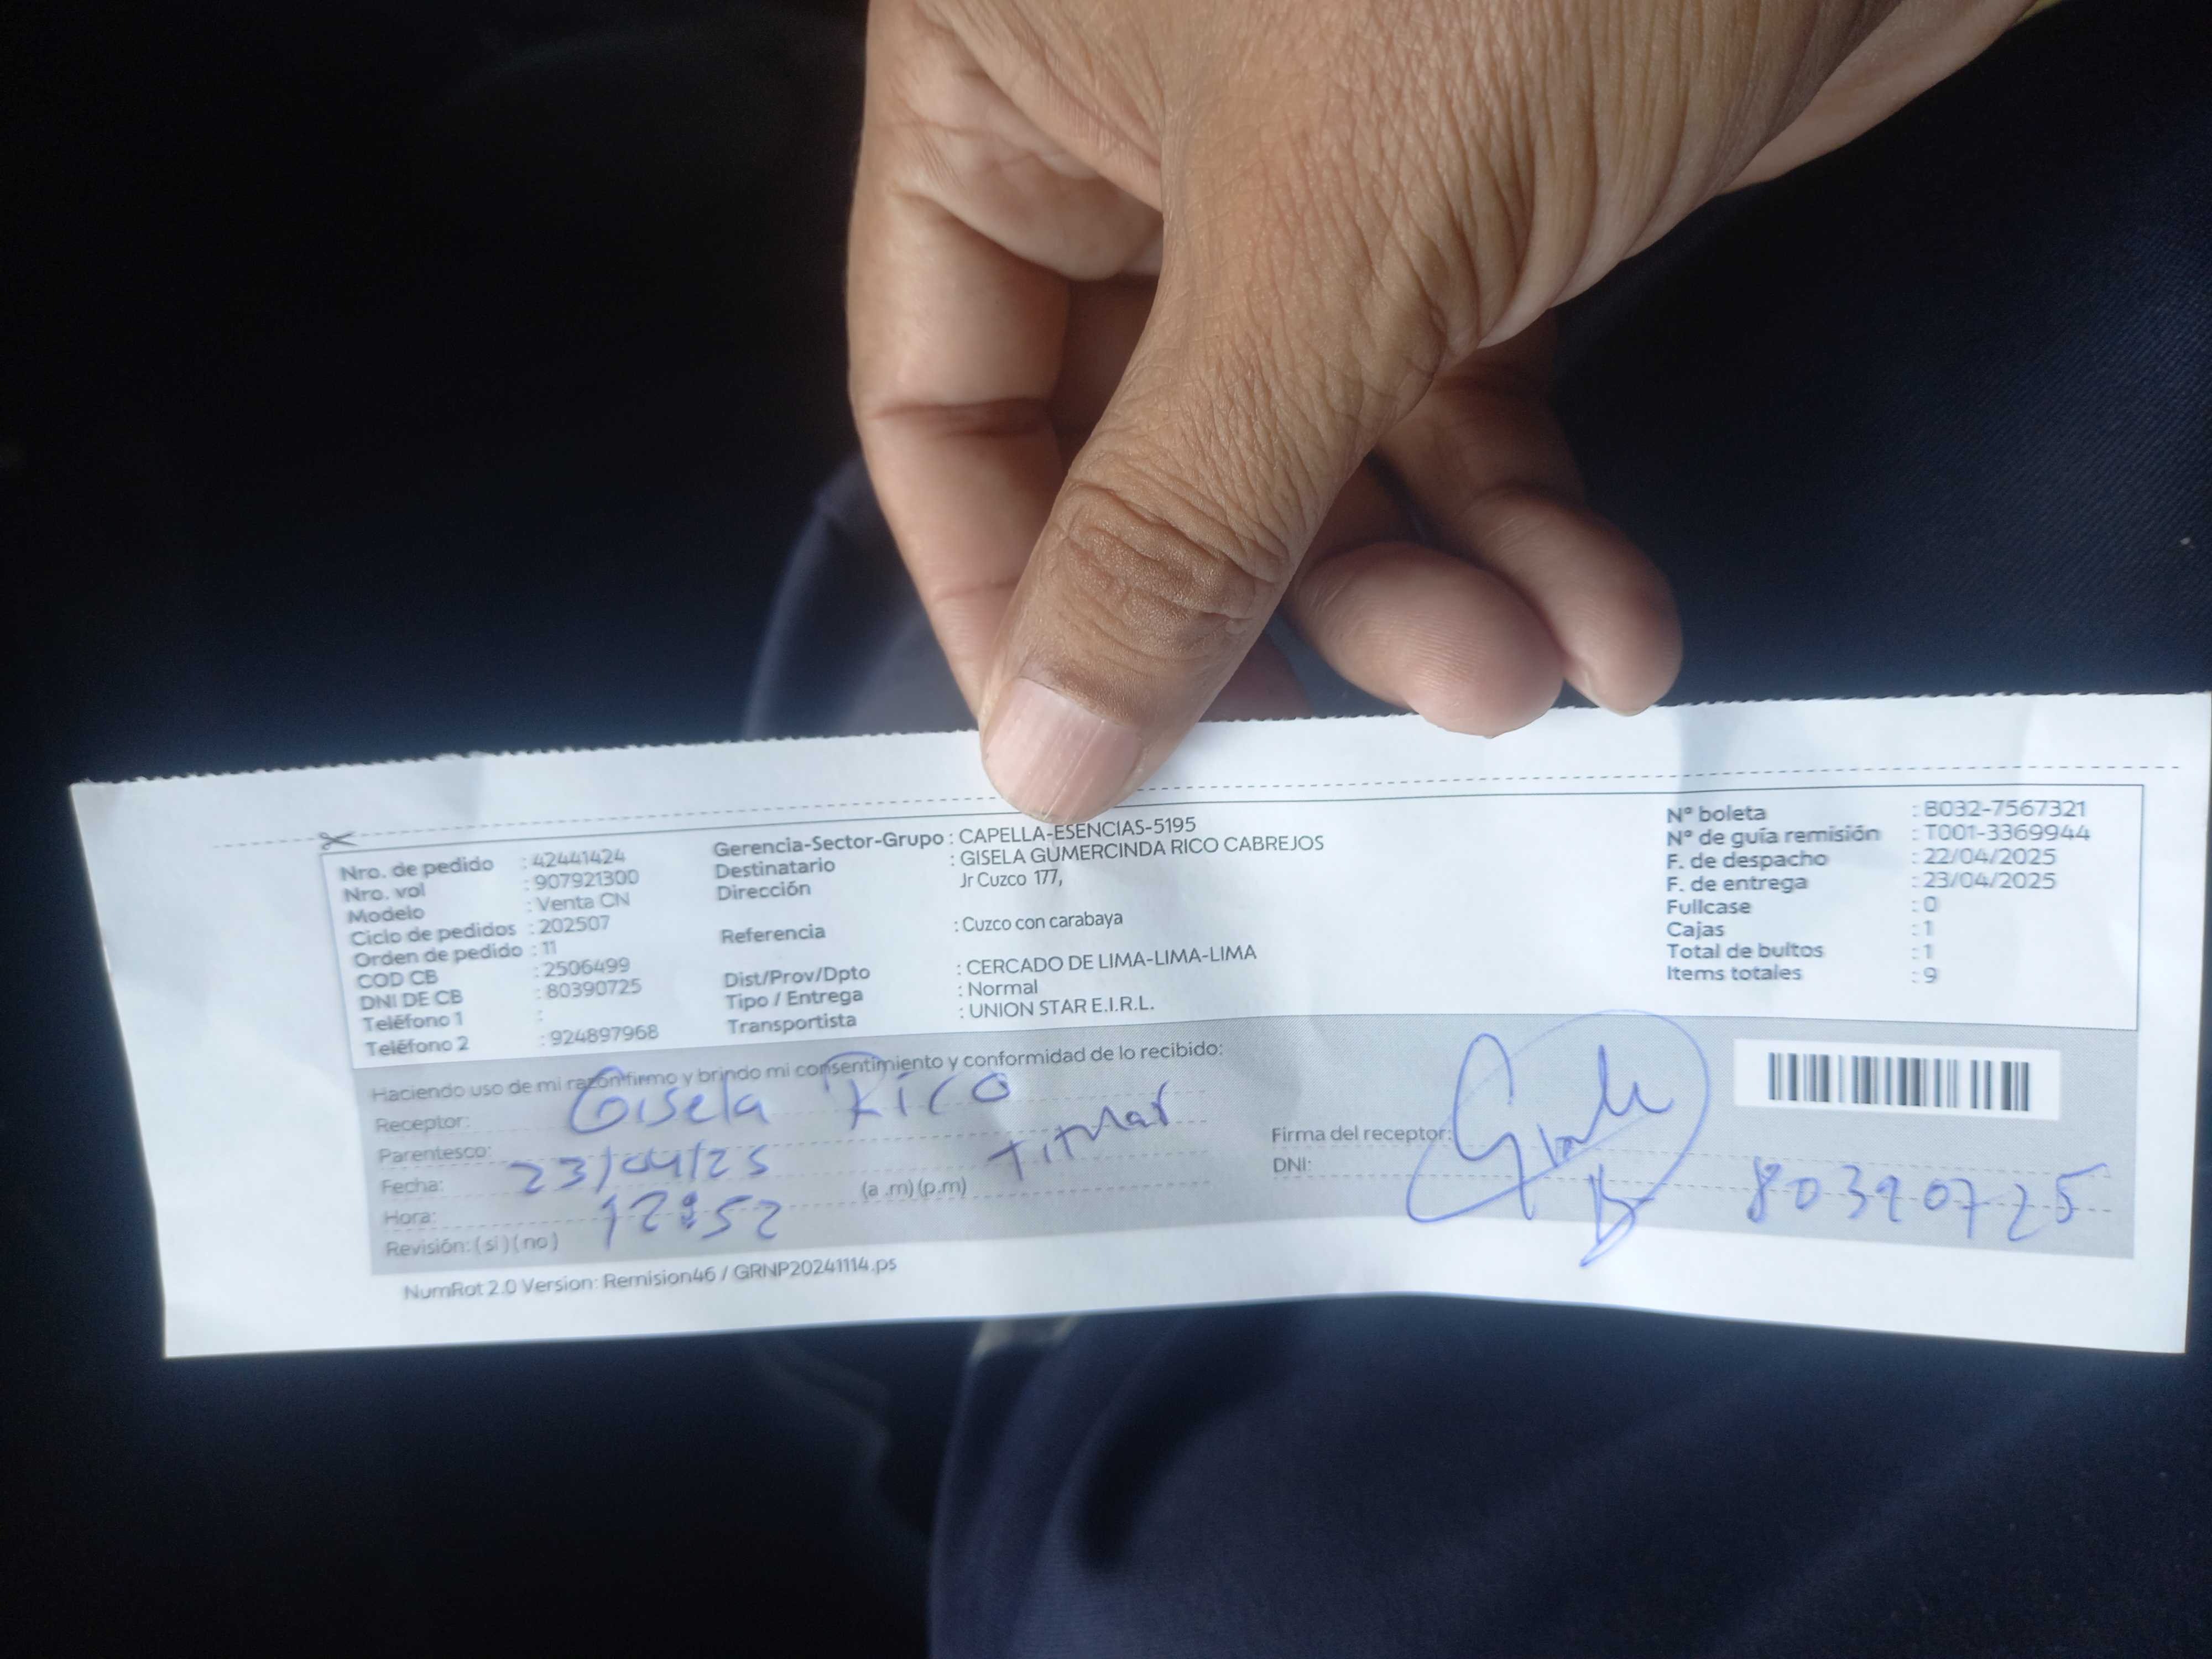 Nro. de pedido : 42441424
Nro. vol : 907921300
Modelo : Venta CN
Ciclo de pedidos : 202507
Orden de pedido : 11
COD CB : 2506499
DNI DE CB : 80390725
Teléfono 1 :
Teléfono 2 : 924897968
Gerencia-Sector-Grupo : CAPELLA-ESENCIAS-5195
Destinatario : GISELA GUMERCINDA RICO CABREJOS
Dirección Jr Cuzco 177,
Referencia : Cuzco con carabaya
Dist/Prov/Dpto : CERCADO DE LIMA-LIMA-LIMA
Tipo / Entrega : Normal
Transportista : UNION STAR E.I.R.L.
N° boleta : B032-7567321
N° de guía remisión : T001-3369944
F. de despacho : 22/04/2025
F. de entrega : 23/04/2025
Fullcase : 0
Cajas : 1
Total de bultos : 1
Items totales : 9
Haciendo uso de mi razón firmo y brindo mi consentimiento y conformidad de lo recibido:
Receptor: Gisela Rico
Parentesco: Titular
Fecha: 23/04/25
Hora: 12:52 (a .m) (p.m)
Revisión: ( si ) ( no )
Firma del receptor:
DNI: 80390725
NumRot 2.0 Version: Remision46 / GRNP20241114.ps